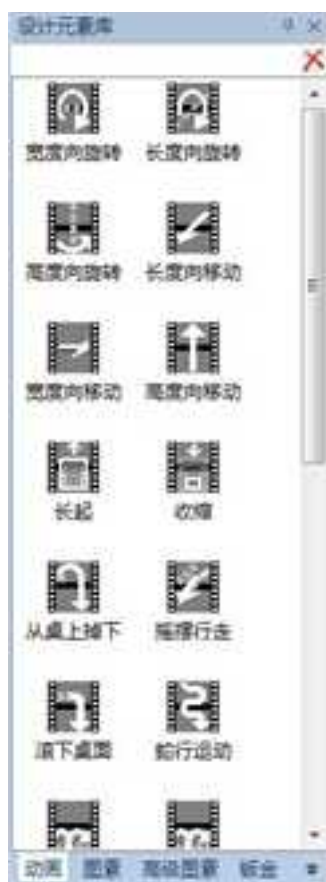 设计元素库
宽度向旋转 长度向旋转
高度向旋转 长度向移动
宽度向移动 高度向移动
长起 收缩
从桌上掉下 摇摆行走
滚下桌面 蛇行运动
动画 图素 高级图素 钣金